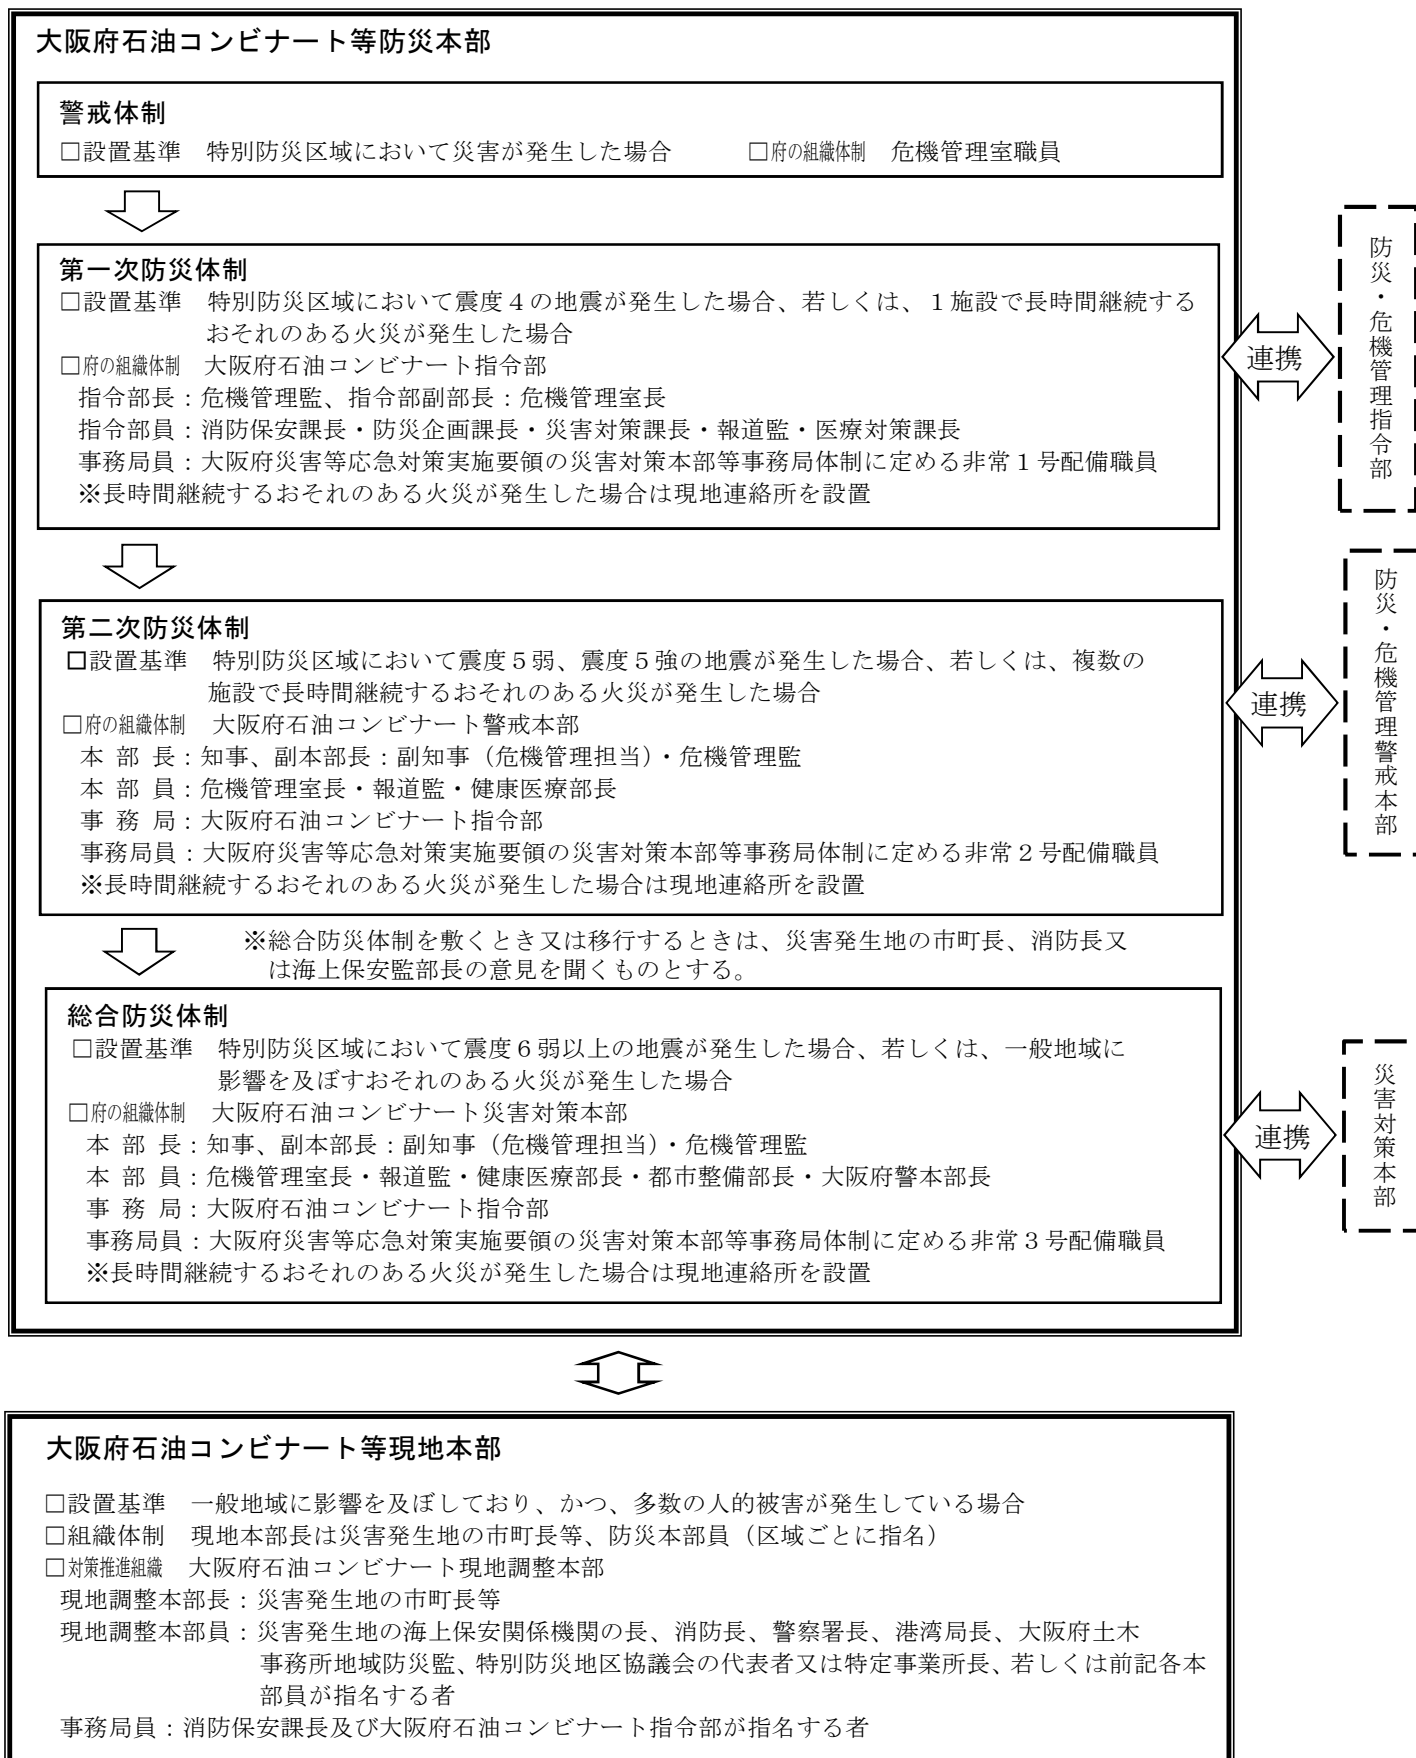 大阪府石油コンビナート等防災本部
警戒体制
□設置基準　特別防災区域において災害が発生した場合　　　□府の組織体制　危機管理室職員
第一次防災体制
□設置基準　特別防災区域において震度４の地震が発生した場合、若しくは、１施設で長時間継続する
おそれのある火災が発生した場合
□府の組織体制　大阪府石油コンビナート指令部
指令部長：危機管理監、指令部副部長：危機管理室長
指令部員：消防保安課長・防災企画課長・災害対策課長・報道監・医療対策課長
事務局員：大阪府災害等応急対策実施要領の災害対策本部等事務局体制に定める非常１号配備職員
※長時間継続するおそれのある火災が発生した場合は現地連絡所を設置
連携
防災・危機管理指令部
第二次防災体制
□設置基準　特別防災区域において震度５弱、震度５強の地震が発生した場合、若しくは、複数の
施設で長時間継続するおそれのある火災が発生した場合
□府の組織体制　大阪府石油コンビナート警戒本部
本 部 長：知事、副本部長：副知事（危機管理担当）・危機管理監
本 部 員：危機管理室長・報道監・健康医療部長
事 務 局：大阪府石油コンビナート指令部
事務局員：大阪府災害等応急対策実施要領の災害対策本部等事務局体制に定める非常２号配備職員
※長時間継続するおそれのある火災が発生した場合は現地連絡所を設置
連携
防災・危機管理警戒本部
※総合防災体制を敷くとき又は移行するときは、災害発生地の市町長、消防長又
は海上保安監部長の意見を聞くものとする。
総合防災体制
□設置基準　特別防災区域において震度６弱以上の地震が発生した場合、若しくは、一般地域に
影響を及ぼすおそれのある火災が発生した場合
□府の組織体制　大阪府石油コンビナート災害対策本部
本 部 長：知事、副本部長：副知事（危機管理担当）・危機管理監
本 部 員：危機管理室長・報道監・健康医療部長・都市整備部長・大阪府警本部長
事 務 局：大阪府石油コンビナート指令部
事務局員：大阪府災害等応急対策実施要領の災害対策本部等事務局体制に定める非常３号配備職員
※長時間継続するおそれのある火災が発生した場合は現地連絡所を設置
連携
災害対策本部
大阪府石油コンビナート等現地本部
□設置基準　一般地域に影響を及ぼしており、かつ、多数の人的被害が発生している場合
□組織体制　現地本部長は災害発生地の市町長等、防災本部員（区域ごとに指名）
□対策推進組織　大阪府石油コンビナート現地調整本部
現地調整本部長：災害発生地の市町長等
現地調整本部員：災害発生地の海上保安関係機関の長、消防長、警察署長、港湾局長、大阪府土木
事務所地域防災監、特別防災地区協議会の代表者又は特定事業所長、若しくは前記各本
部員が指名する者
事務局員：消防保安課長及び大阪府石油コンビナート指令部が指名する者